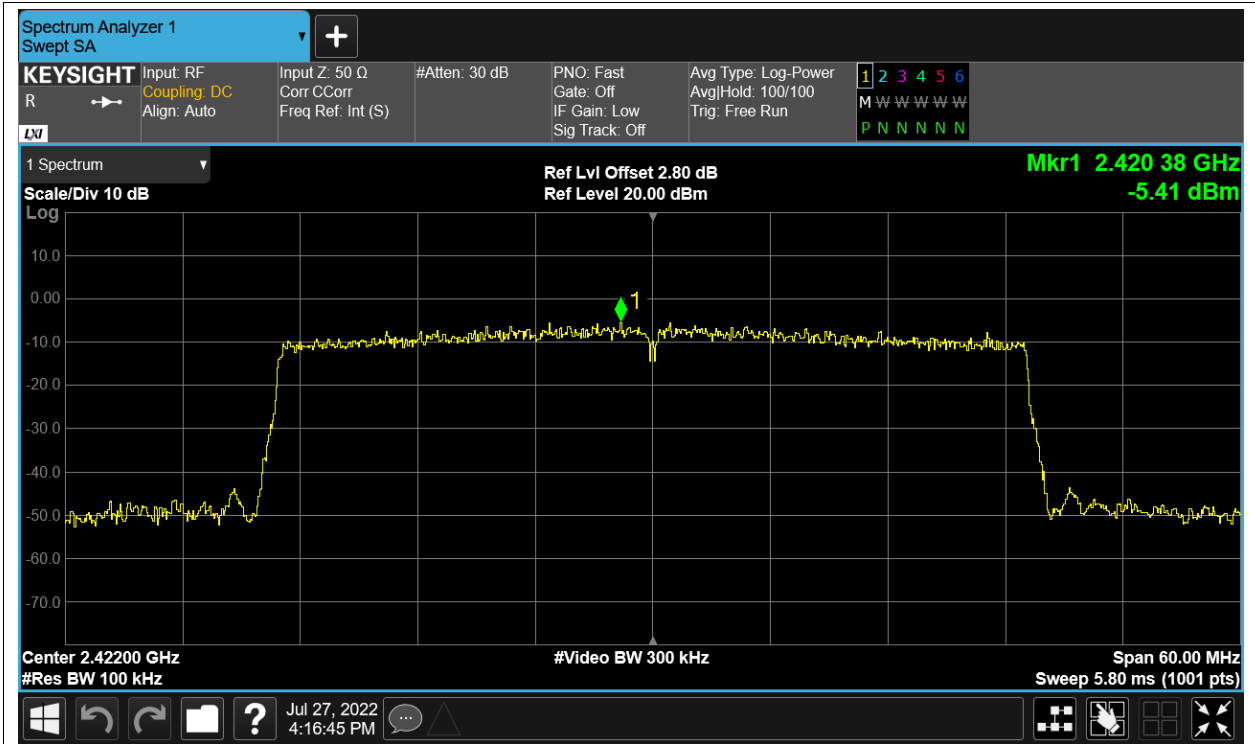 Spectrum Analyzer 1
Swept SA
KEYSIGHT
R
LXI
Input: RF
Coupling: DC
Align: Auto
Input Z: 50 Ω
Corr CCorr
Freq Ref: Int (S)
#Atten: 30 dB
PNO: Fast
Gate: Off
IF Gain: Low
Sig Track: Off
Avg Type: Log-Power
Avg|Hold: 100/100
Trig: Free Run
1 2 3 4 5 6
M W W W W W
P N N N N N
1 Spectrum
Scale/Div 10 dB
Log
Ref Lvl Offset 2.80 dB
Ref Level 20.00 dBm
Mkr1 2.420 38 GHz
-5.41 dBm
10.0
0.00
1
-10.0
-20.0
-30.0
-40.0
-50.0
-60.0
-70.0
Center 2.42200 GHz
#Res BW 100 kHz
#Video BW 300 kHz
Span 60.00 MHz
Sweep 5.80 ms (1001 pts)
?
Jul 27, 2022
4:16:45 PM